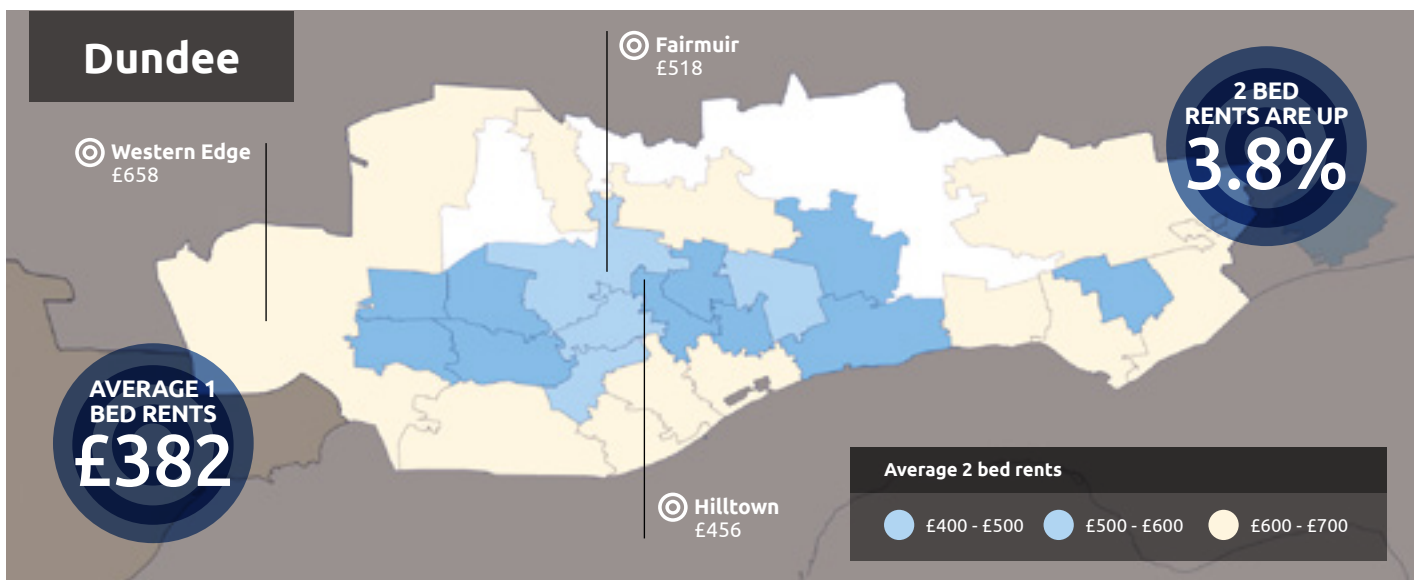 Dundee
Fairmuir
£518
Western Edge
£658
2 BED
RENTS ARE UP
3.8%
AVERAGE 1
BED RENTS
£382
Hilltown
£456
Average 2 bed rents
£400 - £500
£500 - £600
£600 - £700